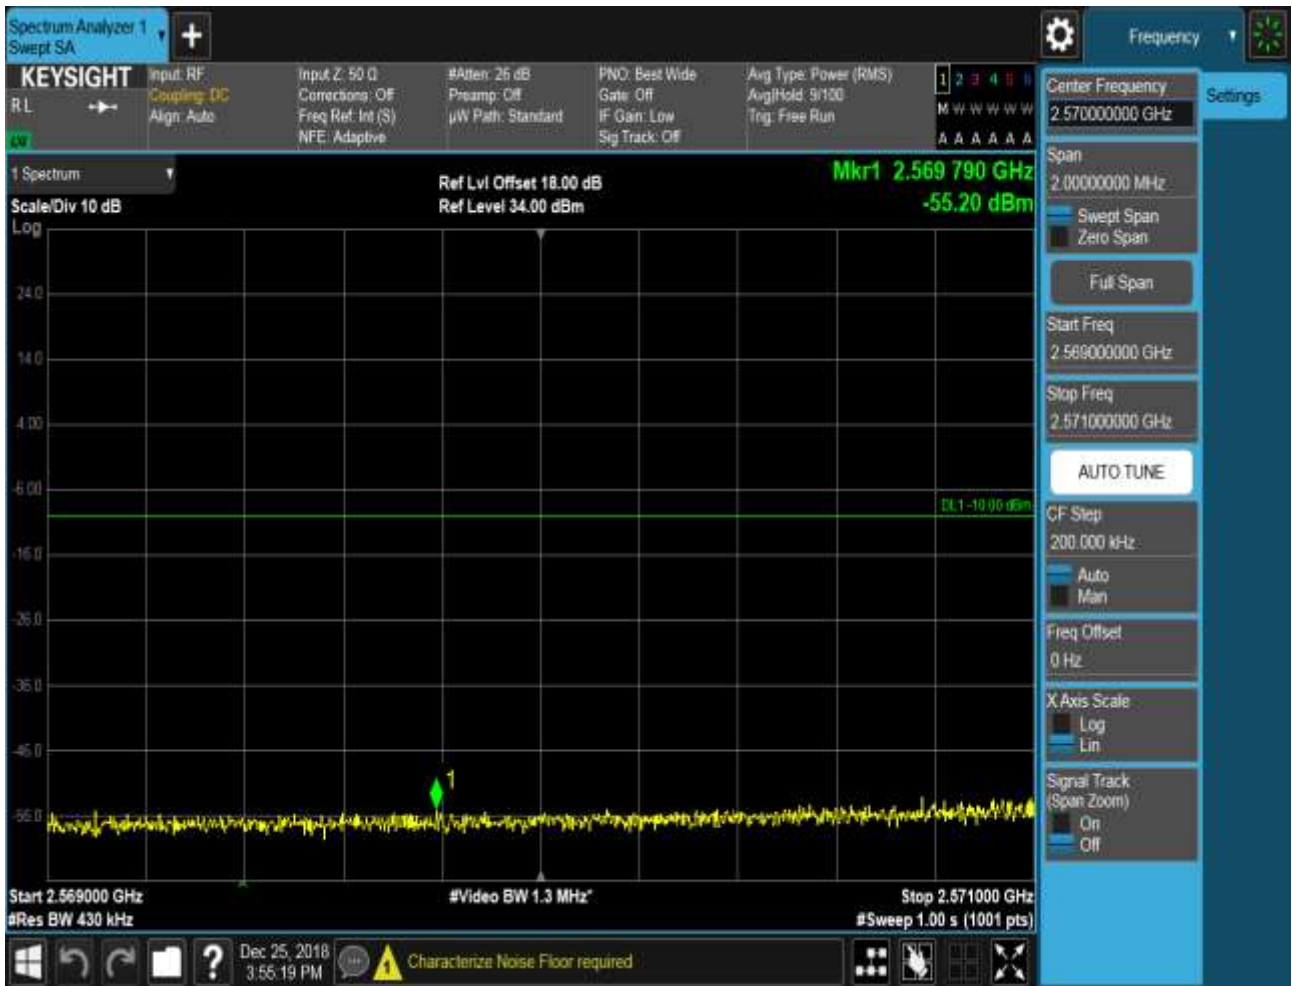 Spectrum Analyzer 1
Swept SA
Frequency
KEYSIGHT
R L
Input: RF
Coupling: DC
Align: Auto
Input Z: 50 Ω
Corrections: Off
Freq Ref: Int (S)
NFE: Adaptive
#Atten: 26 dB
Preamp: Off
µW Path: Standard
PNO: Best Wide
Gate: Off
IF Gain: Low
Sig Track: Off
Avg Type: Power (RMS)
Avg|Hold: 9/100
Trig: Free Run
1 2 3 4 5 6
M W W W W W
A A A A A A
1 Spectrum
Scale/Div 10 dB
Log
Ref Lvl Offset 18.00 dB
Ref Level 34.00 dBm
Mkr1 2.569 790 GHz
-55.20 dBm
24.0
14.0
4.00
-6.00
DL1 -10.00 dBm
-16.0
-26.0
-36.0
-46.0
-56.0
1
Start 2.569000 GHz
#Res BW 430 kHz
#Video BW 1.3 MHz*
Stop 2.571000 GHz
#Sweep 1.00 s (1001 pts)
Center Frequency
2.570000000 GHz
Settings
Span
2.00000000 MHz
Swept Span
Zero Span
Full Span
Start Freq
2.569000000 GHz
Stop Freq
2.571000000 GHz
AUTO TUNE
CF Step
200.000 kHz
Auto
Man
Freq Offset
0 Hz
X Axis Scale
Log
Lin
Signal Track
(Span Zoom)
On
Off
?
Dec 25, 2018
3:55:19 PM
1
Characterize Noise Floor required